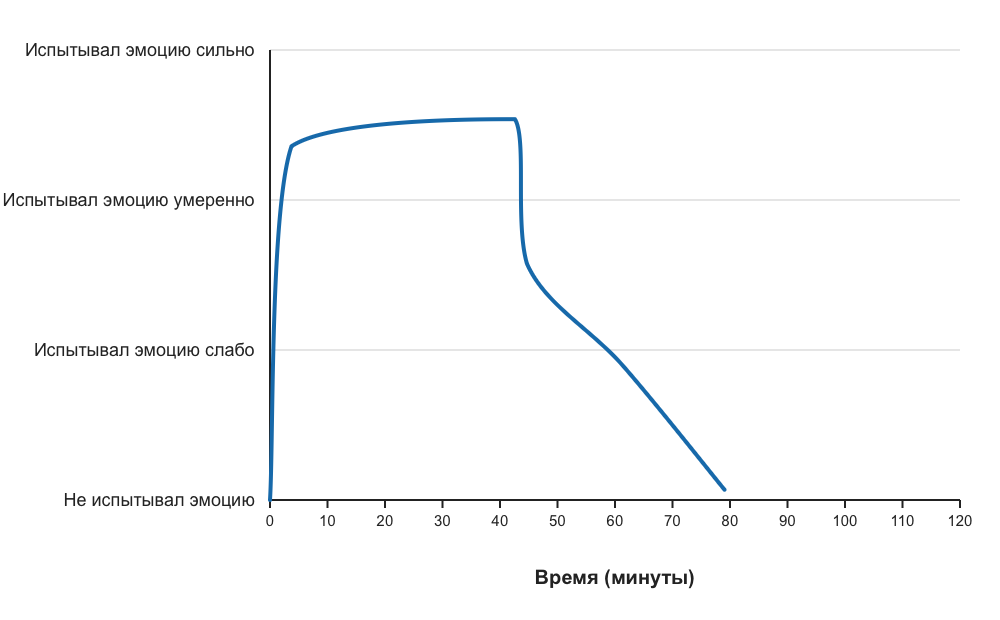 Испытывал эмоцию сильно
Испытывал эмоцию умеренно
Испытывал эмоцию слабо
Не испытывал эмоцию
0 10 20 30 40 50 60 70 80 90 100 110 120
Время (минуты)